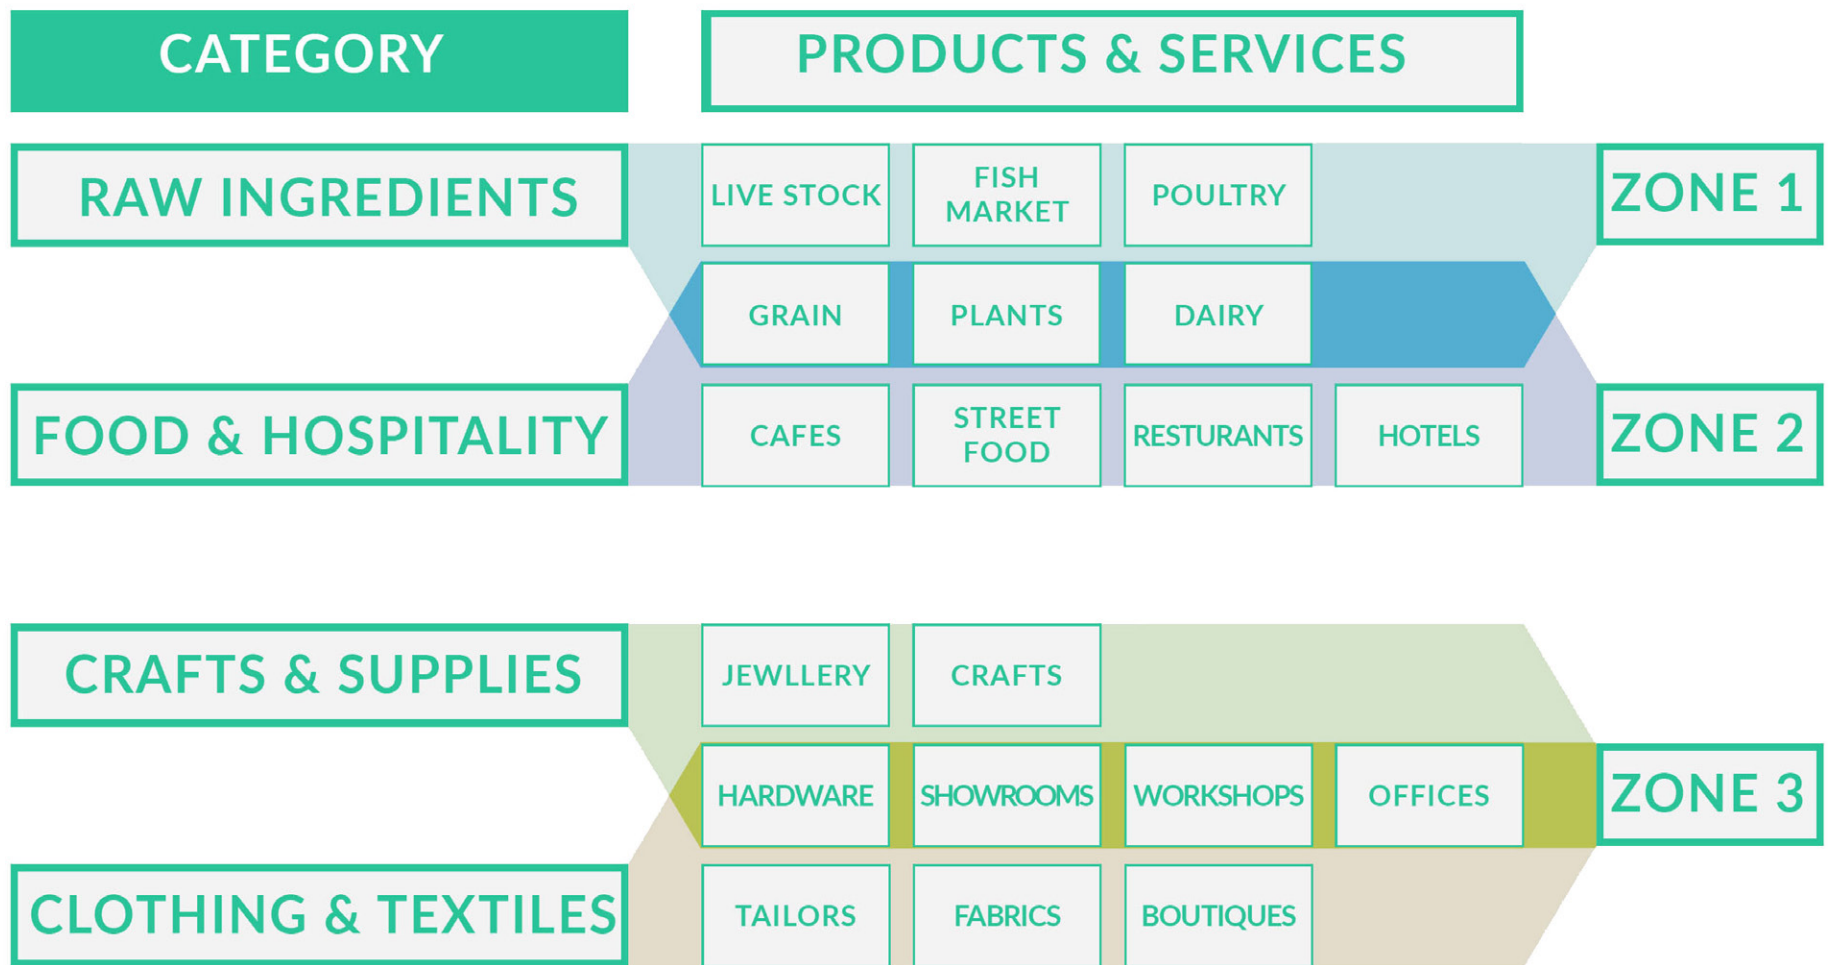 CATEGORY
PRODUCTS & SERVICES
RAW INGREDIENTS
LIVE STOCK
FISH
MARKET
POULTRY
ZONE 1
GRAIN
PLANTS
DAIRY
FOOD & HOSPITALITY
CAFES
STREET
FOOD
RESTURANTS
HOTELS
ZONE 2
CRAFTS & SUPPLIES
JEWLLERY
CRAFTS
HARDWARE
SHOWROOMS
WORKSHOPS
OFFICES
ZONE 3
CLOTHING & TEXTILES
TAILORS
FABRICS
BOUTIQUES